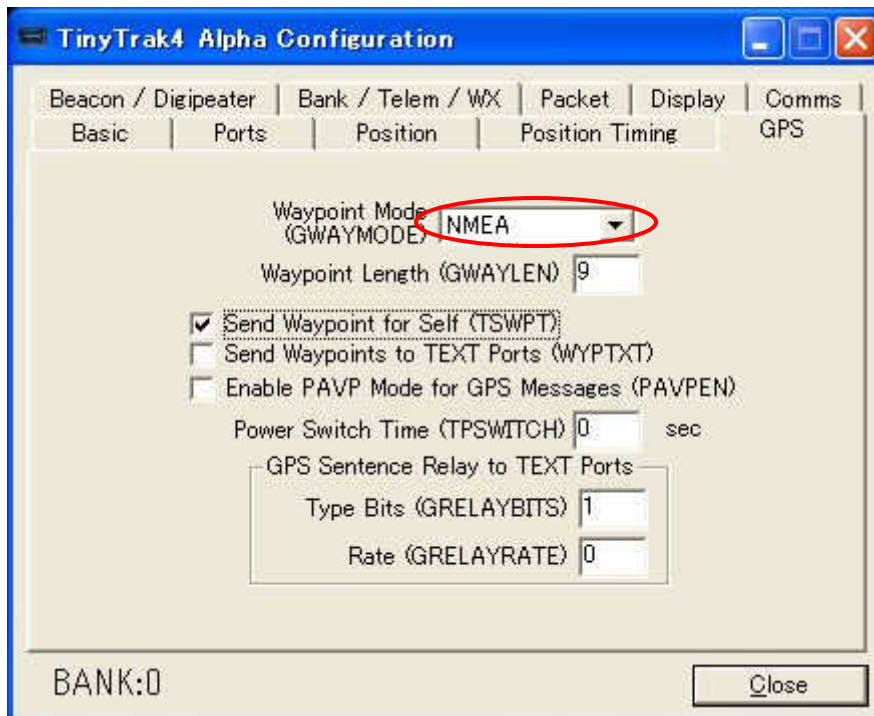 TinyTrak4 Alpha Configuration
Beacon / Digipeater Bank / Telem / WX Packet Display Comms
Basic Ports Position Position Timing GPS
Waypoint Mode
(GWAYMODE) NMEA
Waypoint Length (GWAYLEN) 9
Send Waypoint for Self (TSWPT)
Send Waypoints to TEXT Ports (WYPTXT)
Enable PAVP Mode for GPS Messages (PAVPEN)
Power Switch Time (TPSWITCH) 0 sec
GPS Sentence Relay to TEXT Ports
Type Bits (GRELAYBITS) 1
Rate (GRELAYRATE) 0
BANK:0 Close